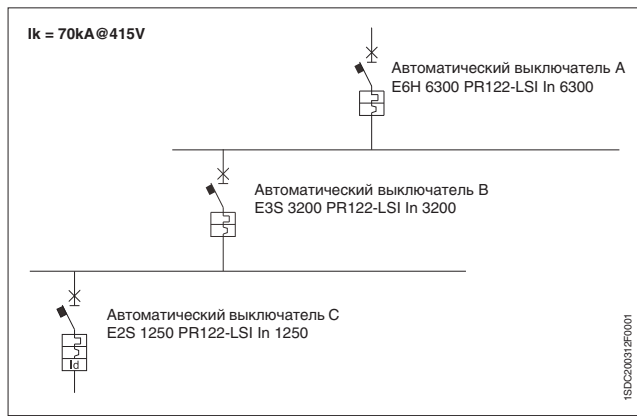 Ik = 70kA@415V
Автоматический выключатель A
E6H 6300 PR122-LSI In 6300
Автоматический выключатель B
E3S 3200 PR122-LSI In 3200
Автоматический выключатель C
E2S 1250 PR122-LSI In 1250
Id
1SDC200312F0001